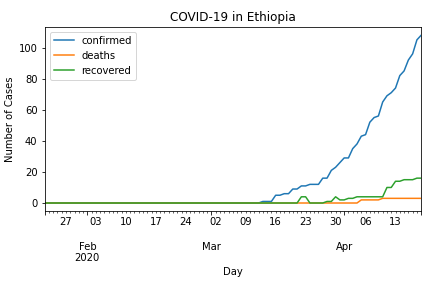 COVID-19 in Ethiopia
confirmed
deaths
recovered
Number of Cases
100
80
60
40
20
0
27 03 10 17 24 02 09 16 23 30 06 13
Feb Mar Apr
2020
Day